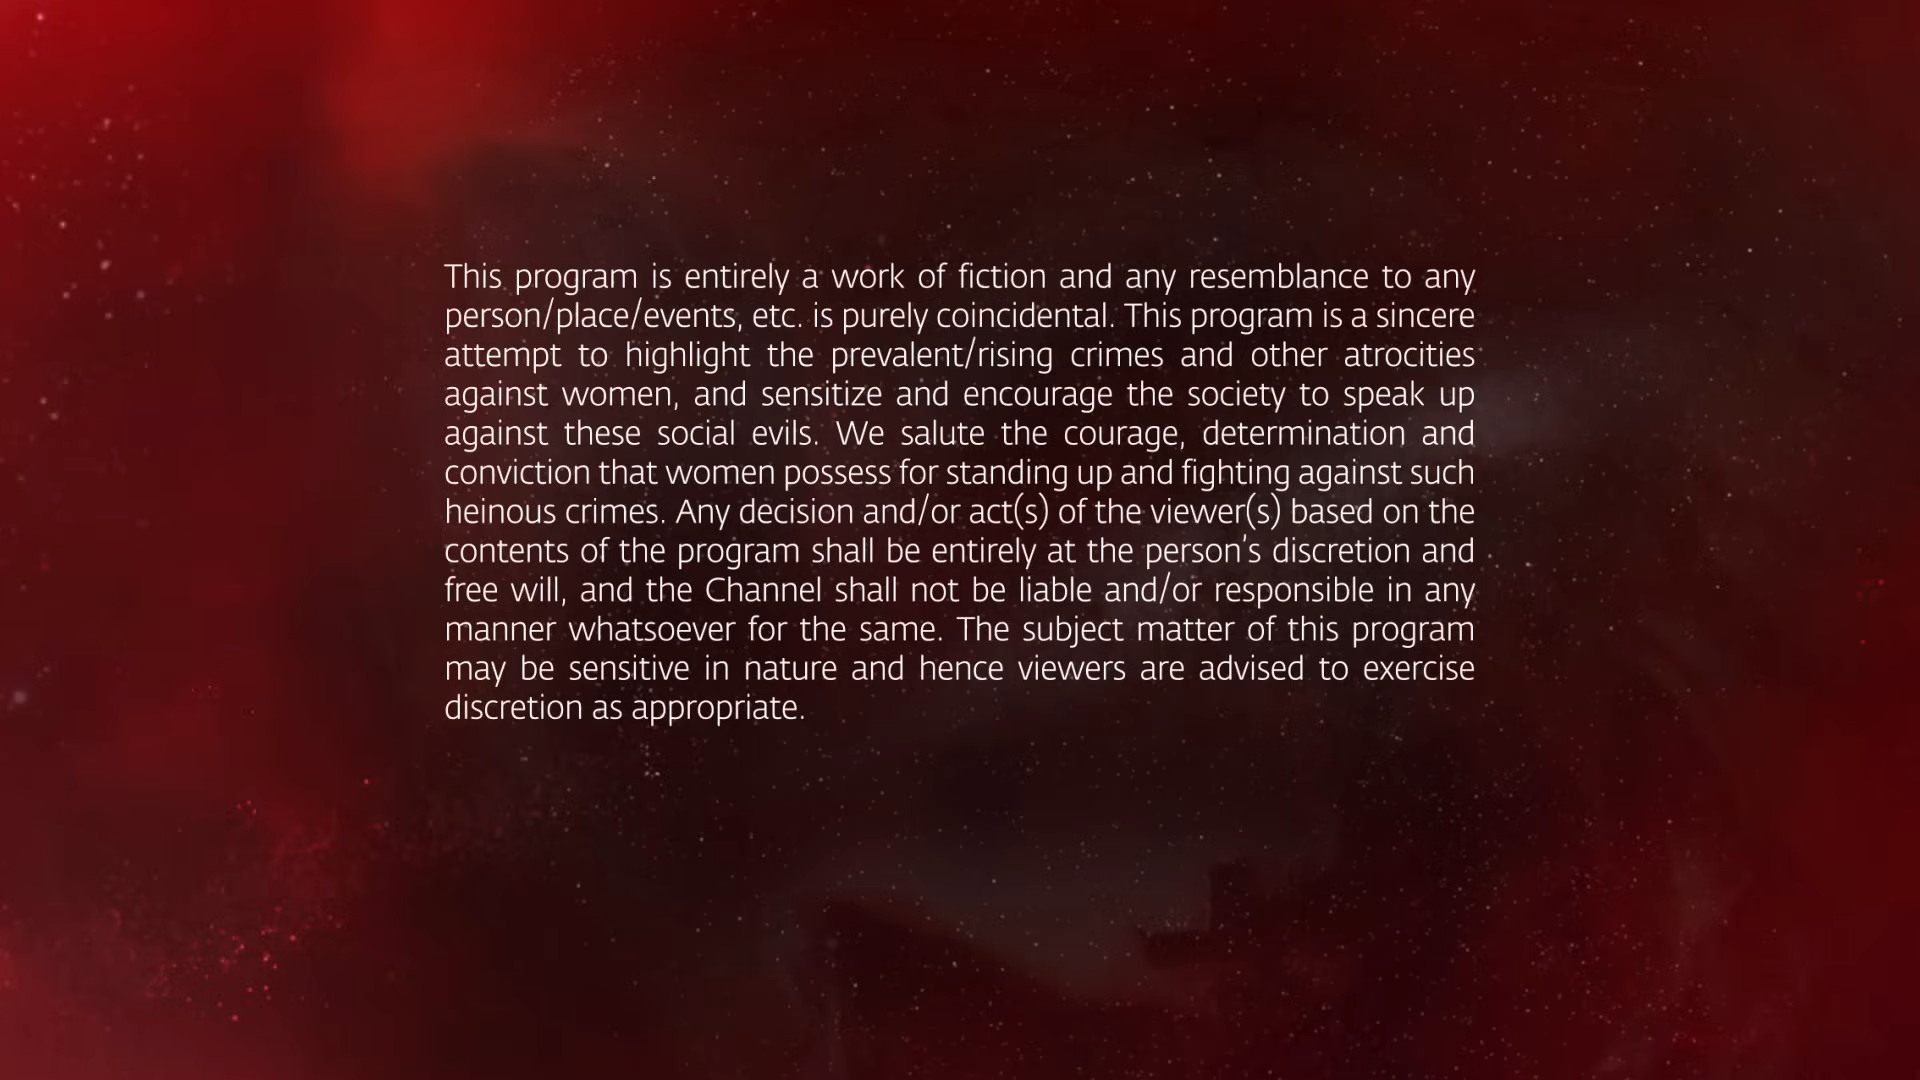 This program is entirely a work of fiction and any resemblance to any
person/place/events, etc. is purely coincidental. This program is a sincere
attempt to highlight the prevalent/rising crimes and other atrocities
against women, and sensitize and encourage the society to speak up
against these social evils. We salute the courage, determination and
conviction that women possess for standing up and fighting against such
heinous crimes. Any decision and/or act(s) of the viewer(s) based on the
contents of the program shall be entirely at the person's discretion and
free will, and the Channel shall not be liable and/or responsible in any
manner whatsoever for the same. The subject matter of this program
may be sensitive in nature and hence viewers are advised to exercise
discretion as appropriate.